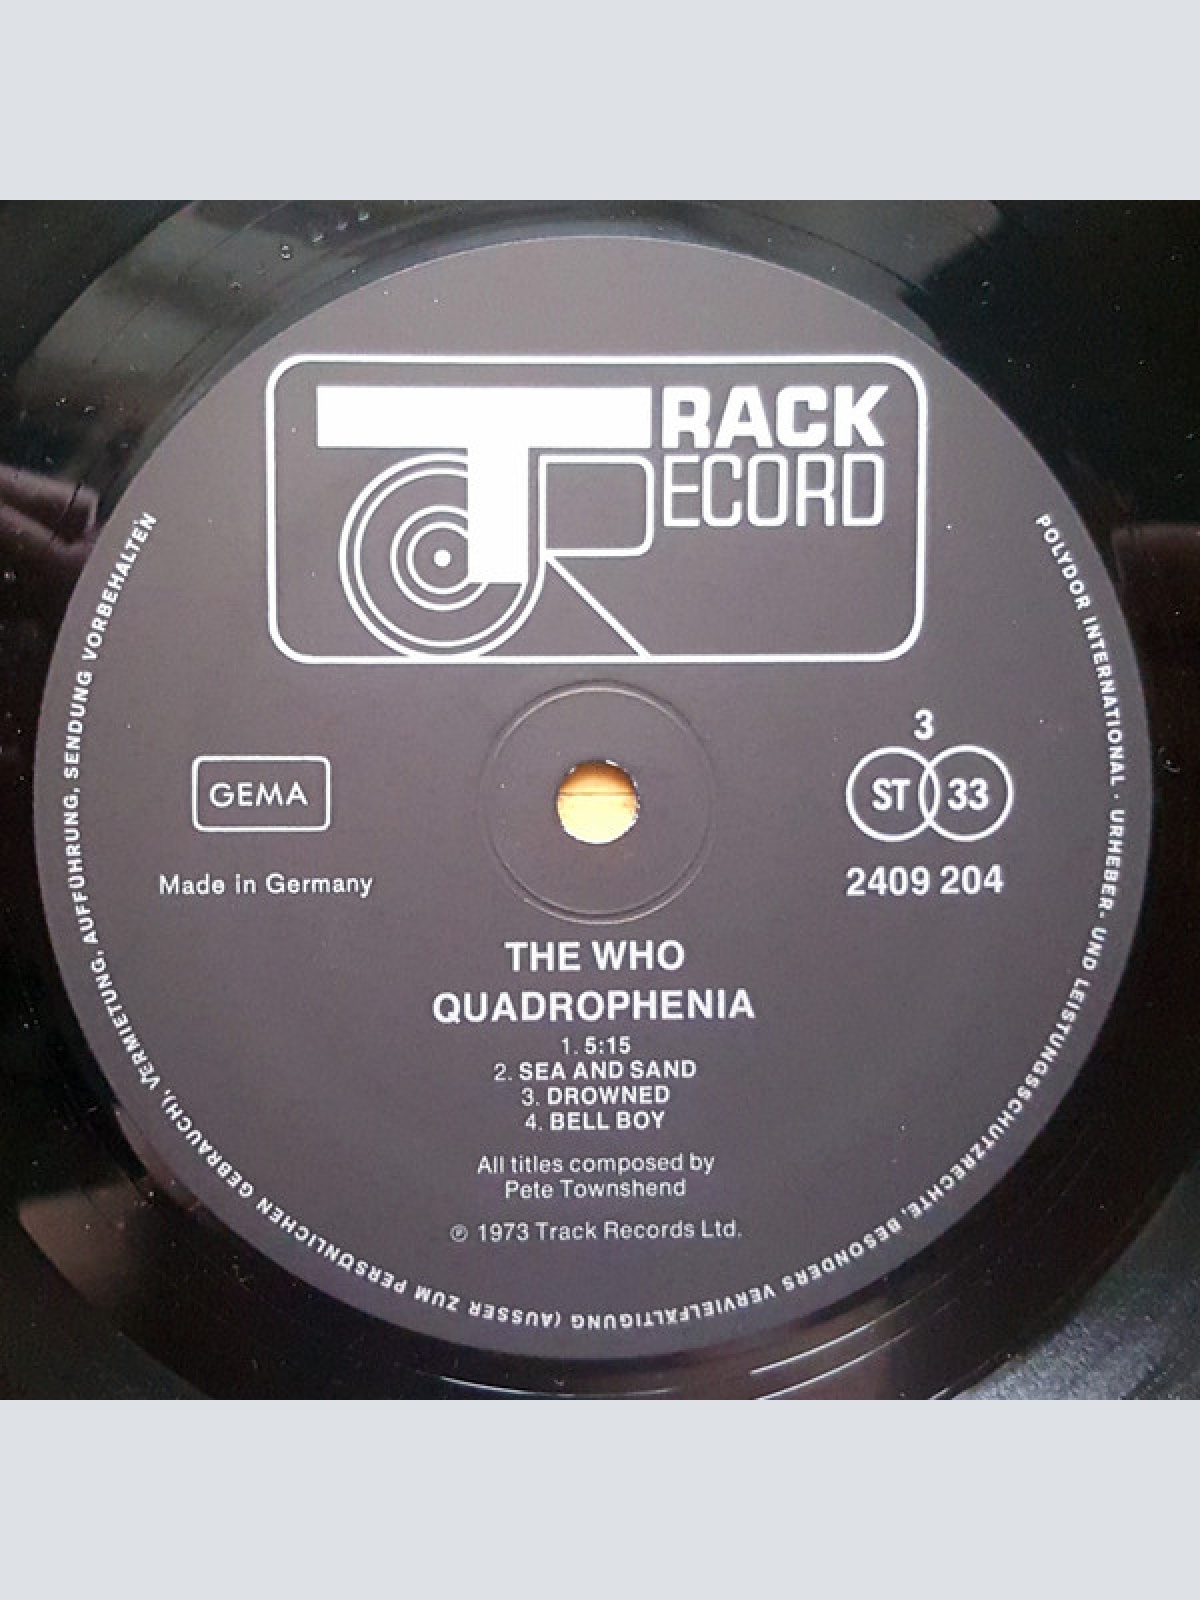 TRACK
RECORD
GEMA
Made in Germany
3
ST 33
2409 204
THE WHO
QUADROPHENIA
1. 5:15
2. SEA AND SAND
3. DROWNED
4. BELL BOY
All titles composed by
Pete Townshend
℗ 1973 Track Records Ltd.
POLYDOR INTERNATIONAL · URHEBER- UND LEISTUNGSSCHUTZRECHTE, BESONDERS VERVIELFÄLTIGUNG (AUSSER ZUM PERSÖNLICHEN GEBRAUCH), VERMIETUNG, AUFFÜHRUNG, SENDUNG VORBEHALTEN